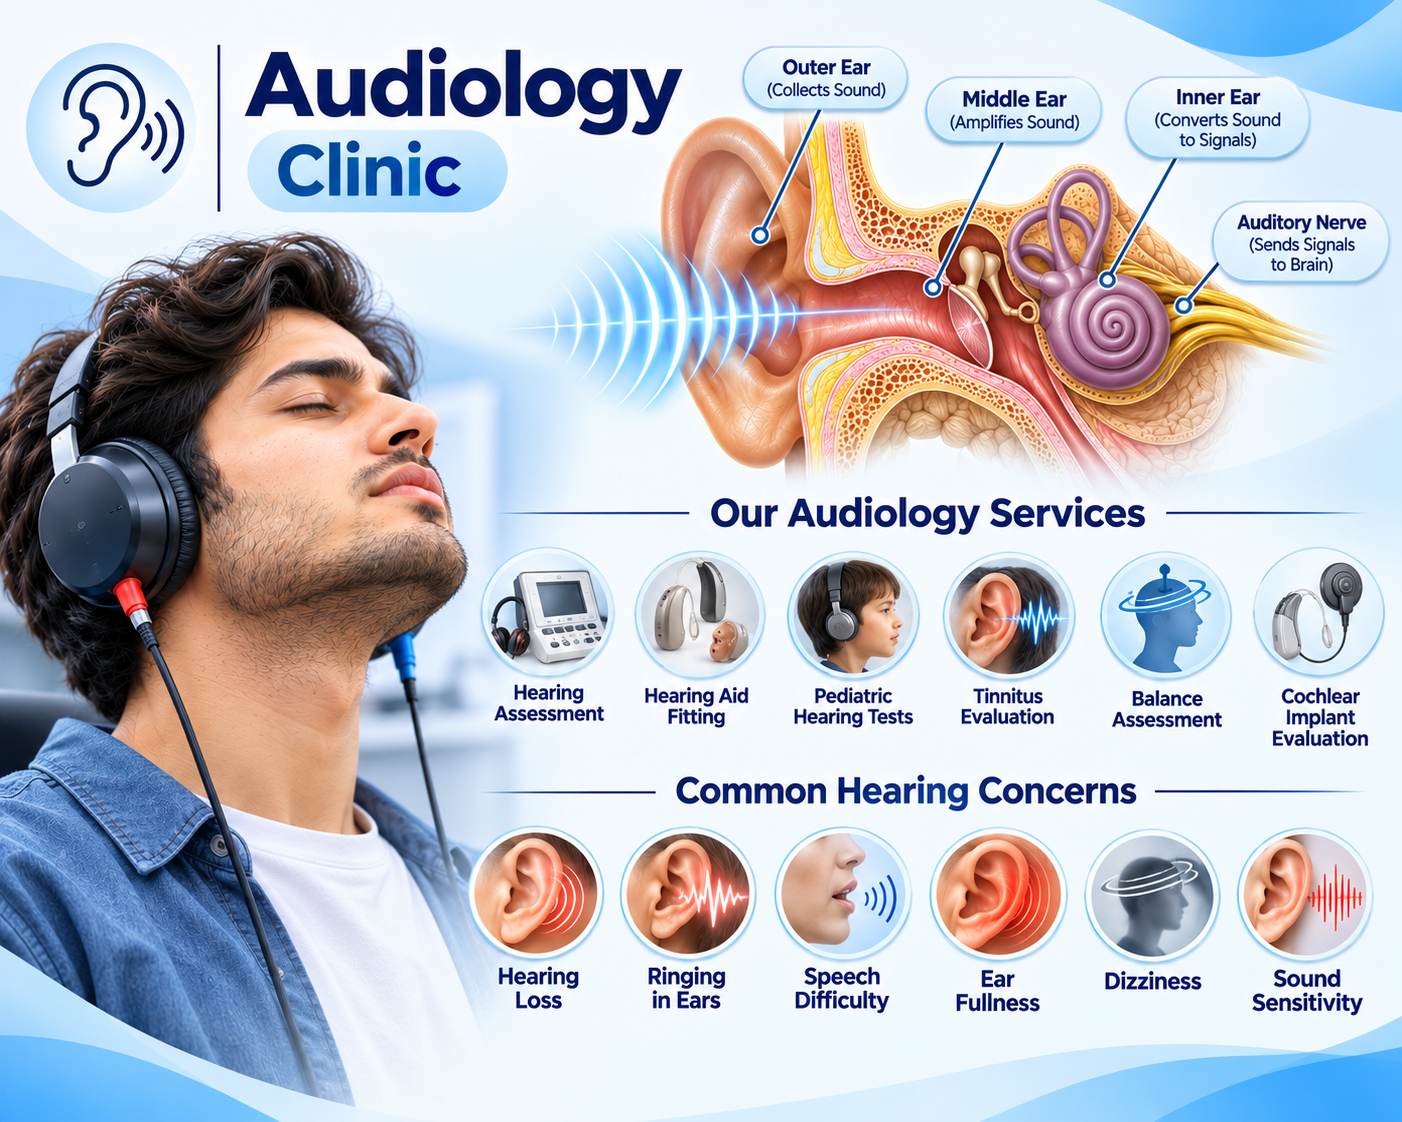 Audiology
Clinic
Outer Ear
(Collects Sound)
Middle Ear
(Amplifies Sound)
Inner Ear
(Converts Sound
to Signals)
Auditory Nerve
(Sends Signals
to Brain)
Our Audiology Services
Hearing
Assessment
Hearing Aid
Fitting
Pediatric
Hearing Tests
Tinnitus
Evaluation
Balance
Assessment
Cochlear
Implant
Evaluation
Common Hearing Concerns
Hearing
Loss
Ringing
in Ears
Speech
Difficulty
Ear
Fullness
Dizziness
Sound
Sensitivity